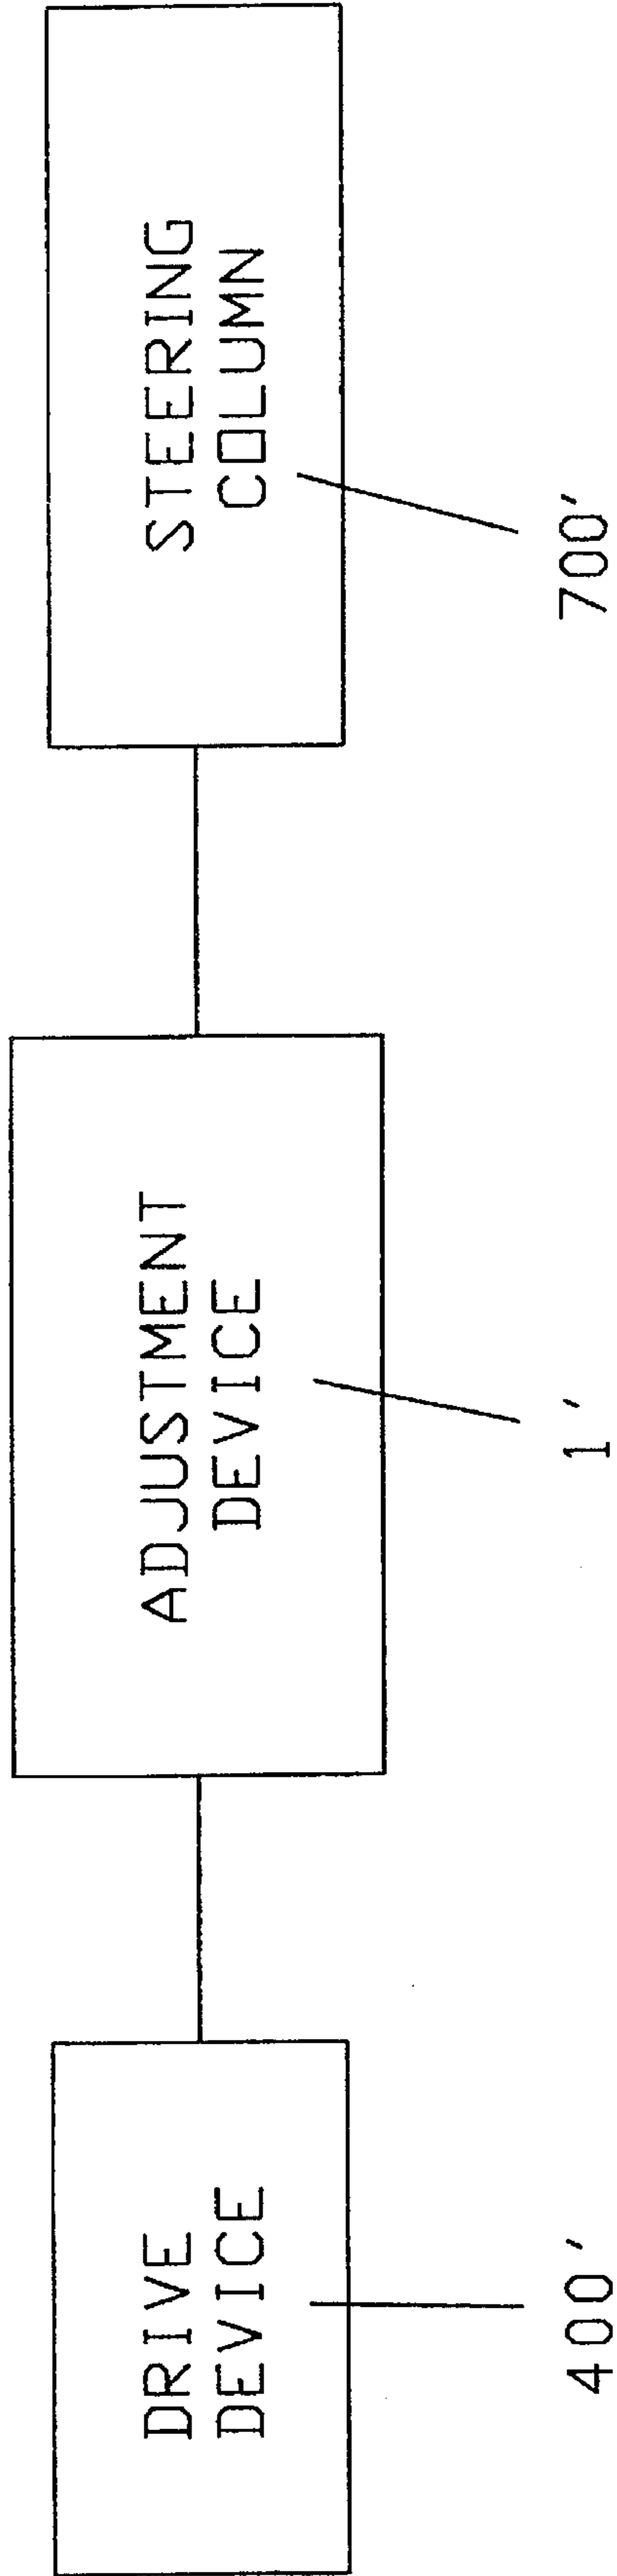 DRIVE
DEVICE
400'
ADJUSTMENT
DEVICE
1'
STEERING
COLUMN
700'